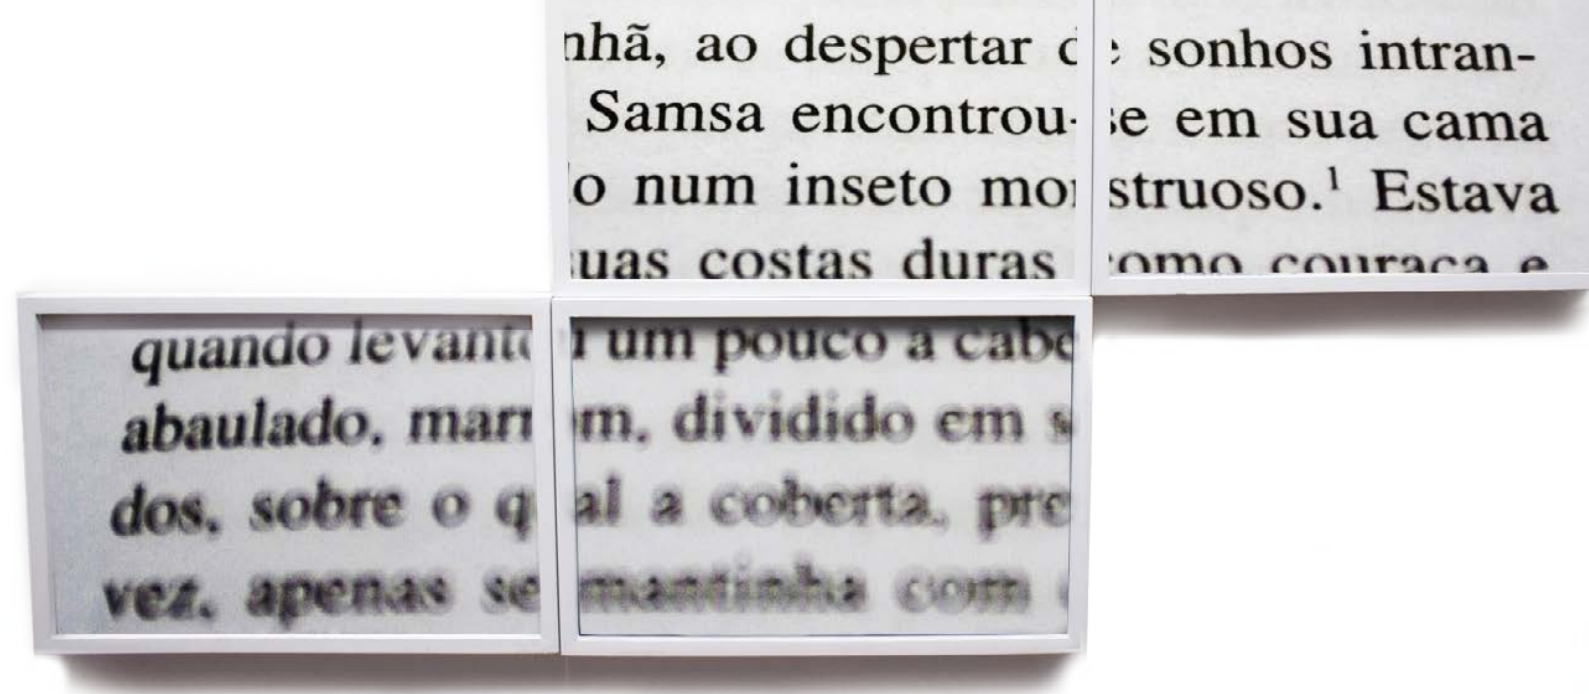 nhã, ao despertar de sonhos intran-
Samsa encontrou-se em sua cama
o num inseto monstruoso.¹ Estava
suas costas duras como couraça e
quando levantou um pouco a cabe
abaulado, marrom, dividido em s
dos, sobre o qual a coberta, pre
vez, apenas se mantinha com